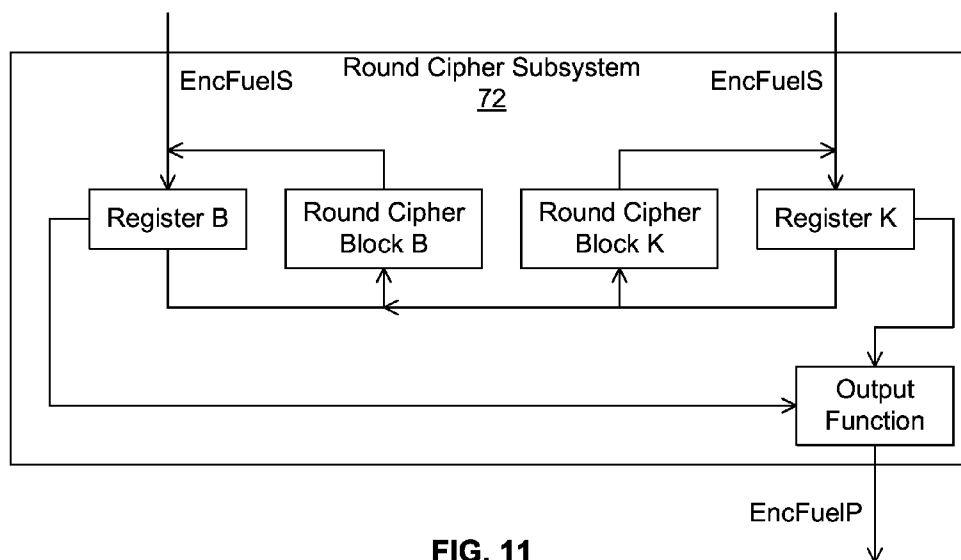 Round Cipher Subsystem
72
EncFuelS
EncFuelS
Register B
Round Cipher
Block B
Round Cipher
Block K
Register K
Output
Function
EncFuelP
FIG. 11